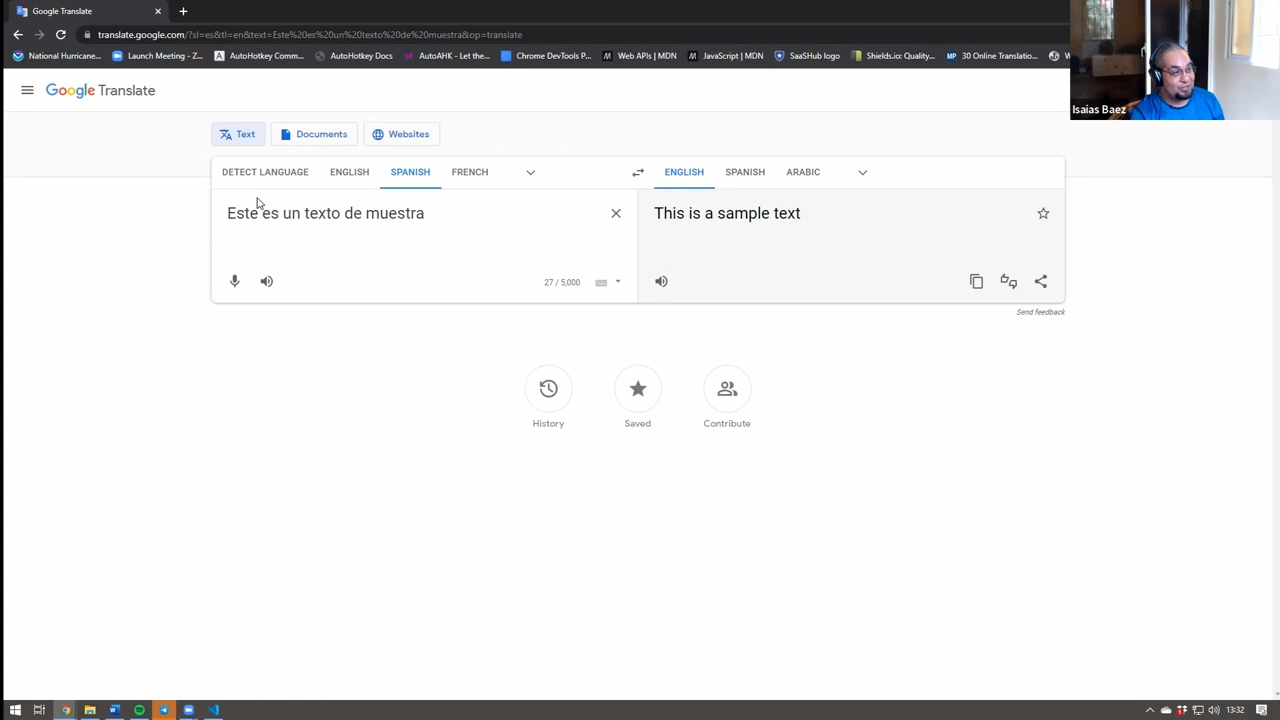 Google Translate
translate.google.com/?sl=es&tl=en&text=Este%20es%20un%20texto%20de%20muestra&op=translate
National Hurricane... Launch Meeting - Z... AutoHotkey Com... AutoHotkey Docs AutoAHK - Let the... Chrome DevTools P... Web APIs | MDN JavaScript | MDN SaaSHub logo Shields.io: Quality... 30 Online Translatio...
Isaias Baez
Google Translate
Text Documents Websites
DETECT LANGUAGE ENGLISH SPANISH FRENCH ENGLISH SPANISH ARABIC
Este es un texto de muestra This is a sample text
27 / 5,000
Send feedback
History Saved Contribute
13:32